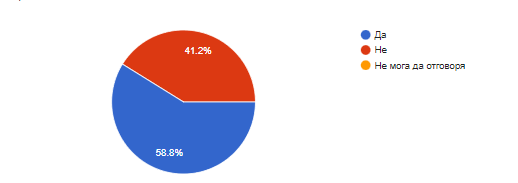 41.2%
58.8%
Да
Не
Не мога да отговоря